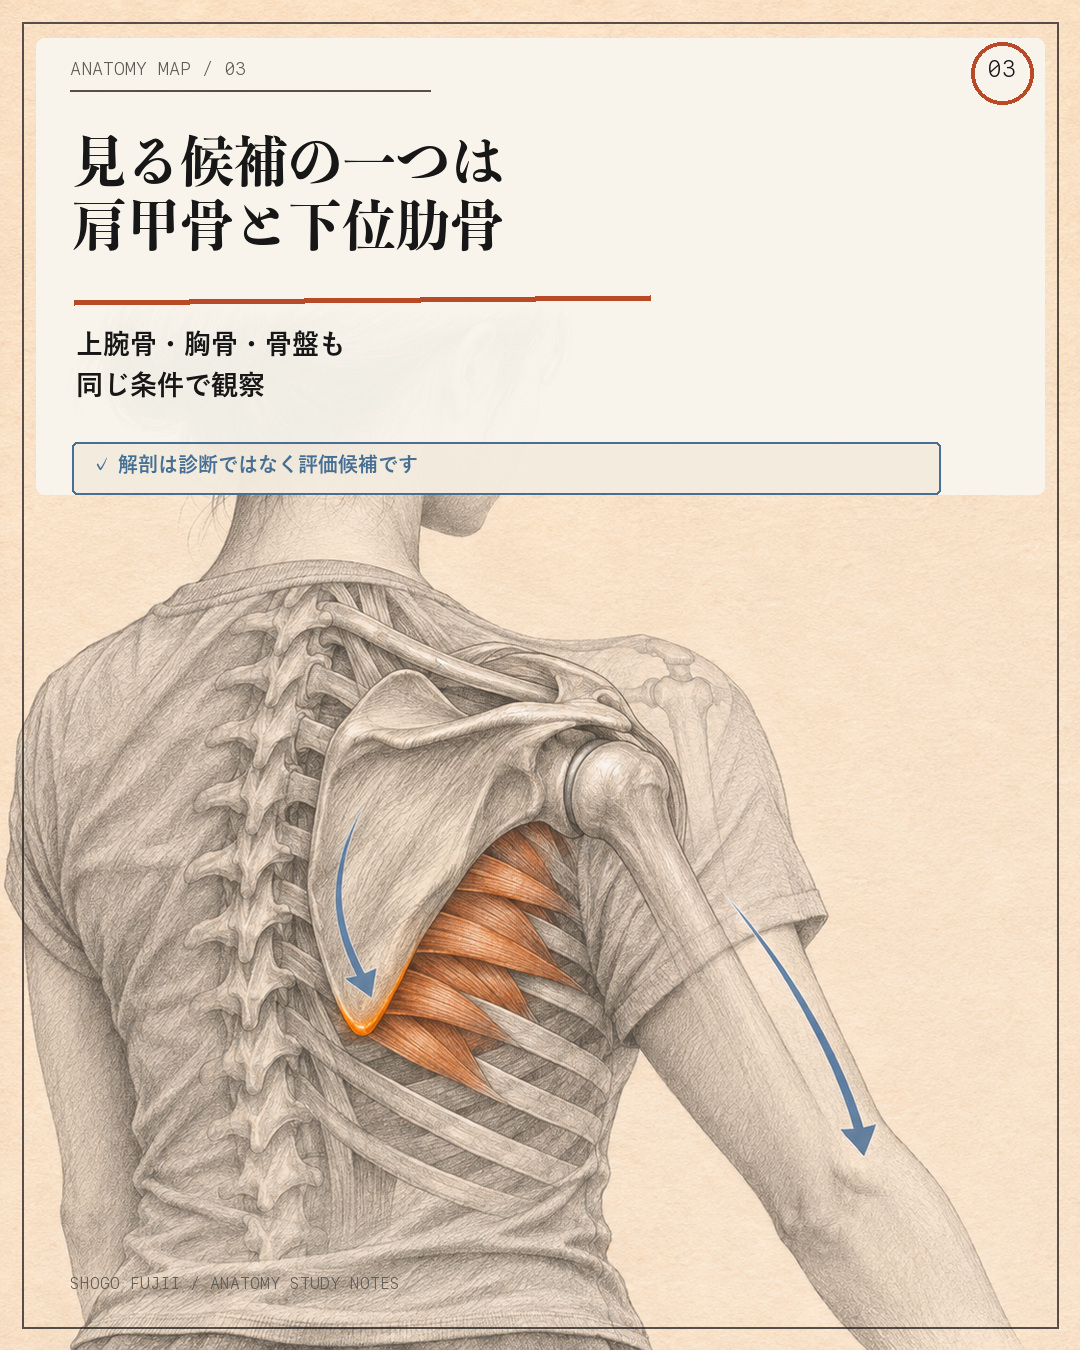 ANATOMY MAP / 03
03
見る候補の一つは
肩甲骨と下位肋骨
上腕骨・胸骨・骨盤も
同じ条件で観察
✓ 解剖は診断ではなく評価候補です
SHOGO FUJII / ANATOMY STUDY NOTES